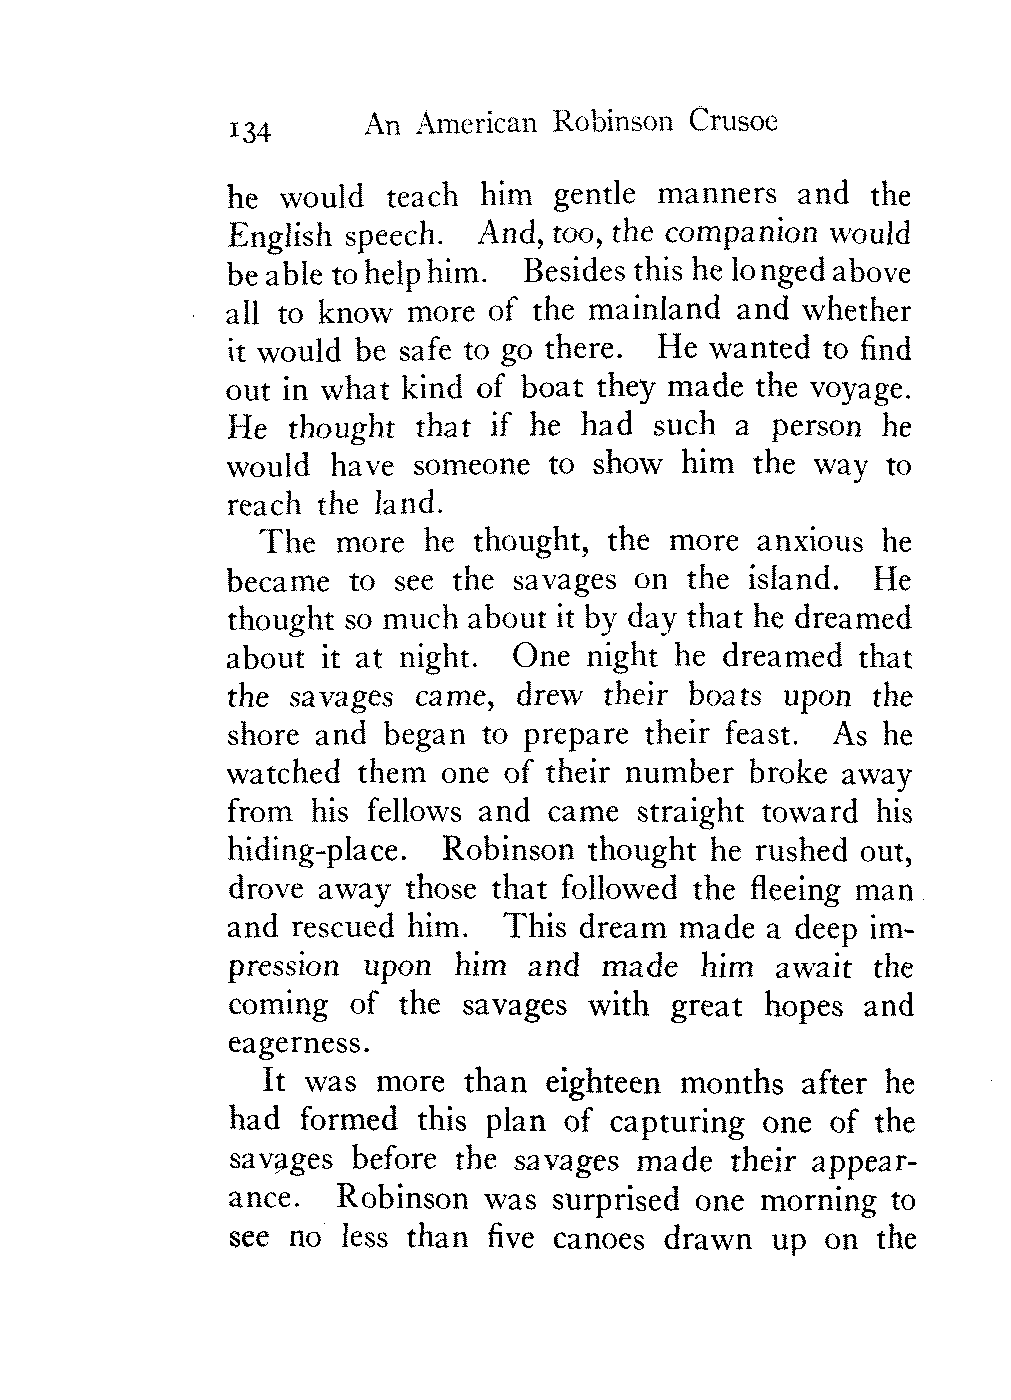 134 An American Robinson Crusoe
he would teach him gentle manners and the
English speech. And, too, the companion would
be able to help him. Besides this he longed above
all to know more of the mainland and whether
it would be safe to go there. He wanted to find
out in what kind of boat they made the voyage.
He thought that if he had such a person he
would have someone to show him the way to
reach the land.
The more he thought, the more anxious he
became to see the savages on the island. He
thought so much about it by day that he dreamed
about it at night. One night he dreamed that
the savages came, drew their boats upon the
shore and began to prepare their feast. As he
watched them one of their number broke away
from his fellows and came straight toward his
hiding-place. Robinson thought he rushed out,
drove away those that followed the fleeing man
and rescued him. This dream made a deep im-
pression upon him and made him await the
coming of the savages with great hopes and
eagerness.
It was more than eighteen months after he
had formed this plan of capturing one of the
savages before the savages made their appear-
ance. Robinson was surprised one morning to
see no less than five canoes drawn up on the